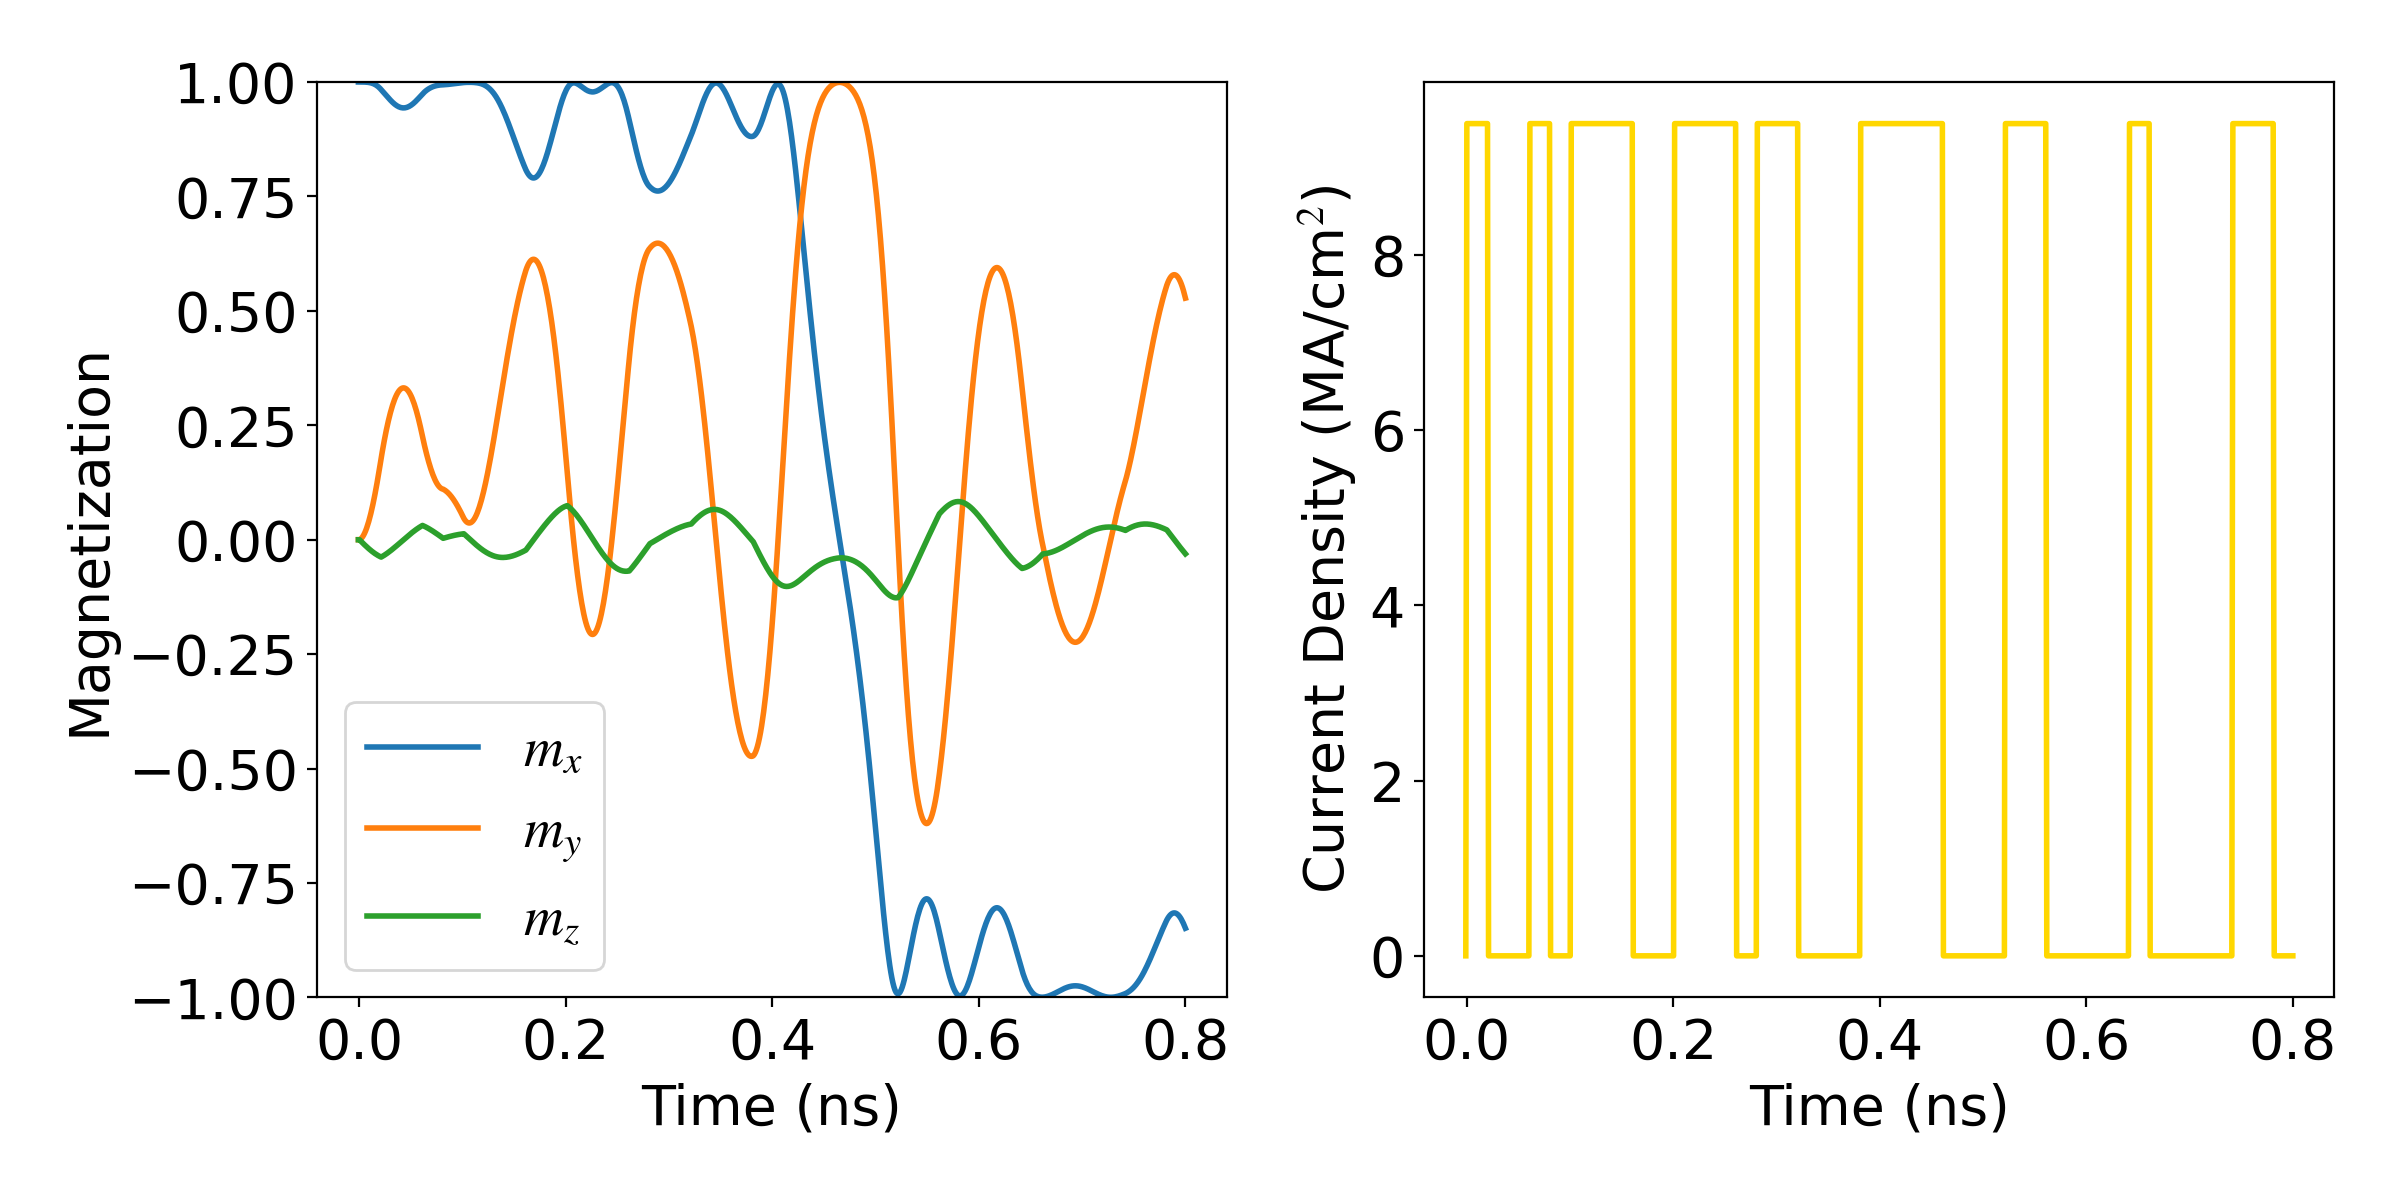 1.00
0.75
0.50
0.25
0.00
−0.25
−0.50
−0.75
−1.00
Magnetization
0.0 0.2 0.4 0.6 0.8
Time (ns)
m_x
m_y
m_z
8
6
4
2
0
Current Density (MA/cm²)
0.0 0.2 0.4 0.6 0.8
Time (ns)